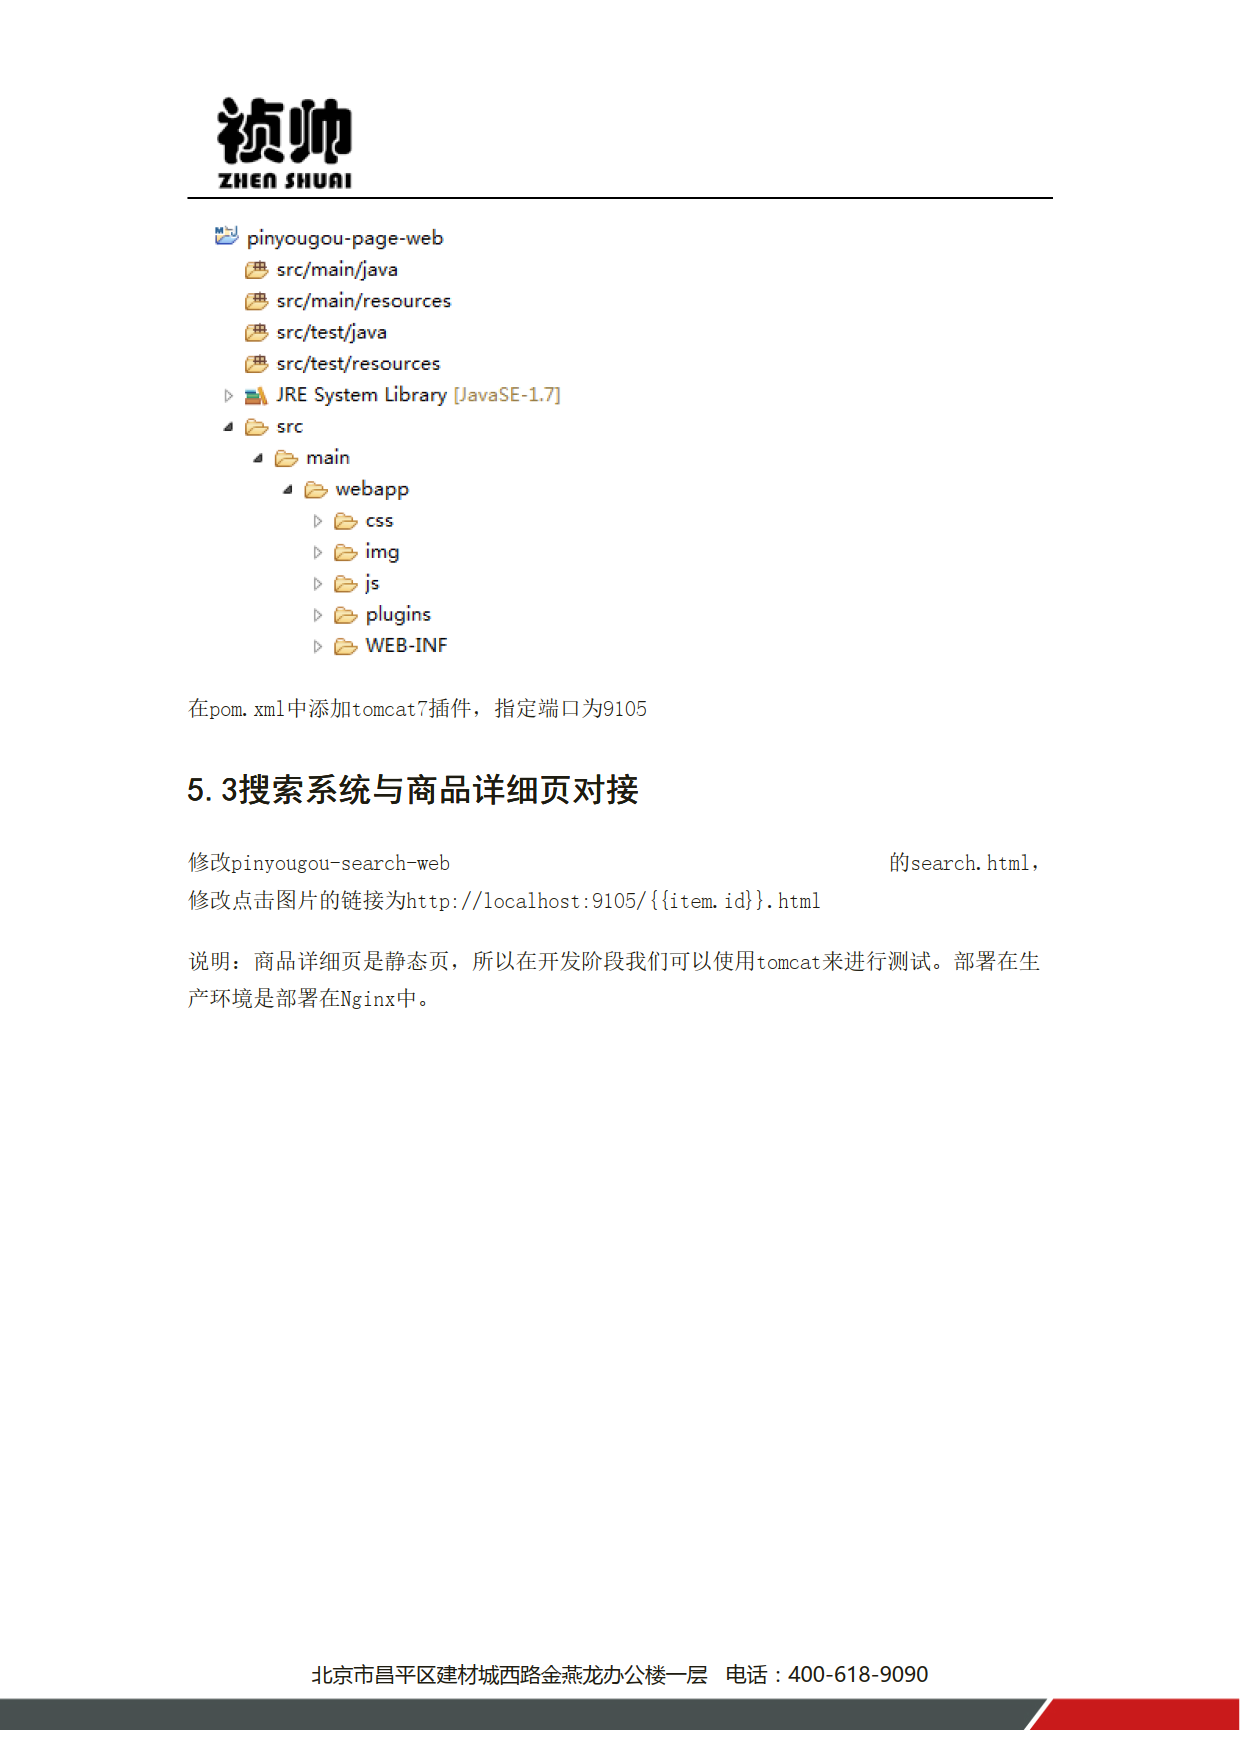 祯帅
ZHEN SHUAI
pinyougou-page-web
src/main/java
src/main/resources
src/test/java
src/test/resources
JRE System Library [JavaSE-1.7]
src
main
webapp
css
img
js
plugins
WEB-INF
在pom.xml中添加tomcat7插件，指定端口为9105
5.3搜索系统与商品详细页对接
修改pinyougou-search-web 的search.html，
修改点击图片的链接为http://localhost:9105/{{item.id}}.html
说明：商品详细页是静态页，所以在开发阶段我们可以使用tomcat来进行测试。部署在生
产环境是部署在Nginx中。
北京市昌平区建材城西路金燕龙办公楼一层 电话：400-618-9090